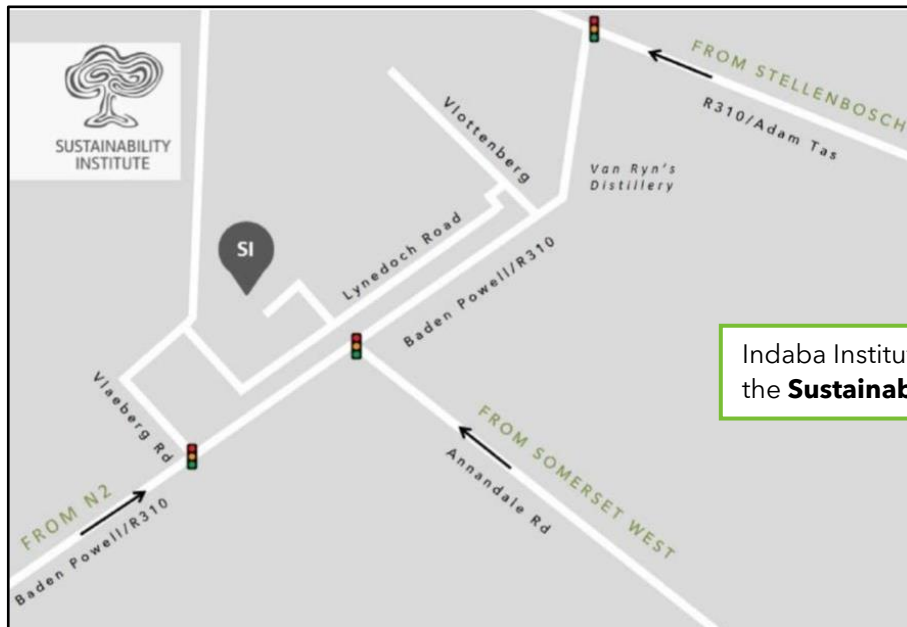 SUSTAINABILITY
INSTITUTE
FROM STELLENBOSCH
R310/Adam Tas
Vlottenberg
Van Ryn's
Distillery
SI
Lynedoch Road
Baden Powell/R310
Indaba
the Sustainab
Vlaeberg Rd
FROM SOMERSET WEST
Annandale Rd
FROM N2
Baden Powell/R310